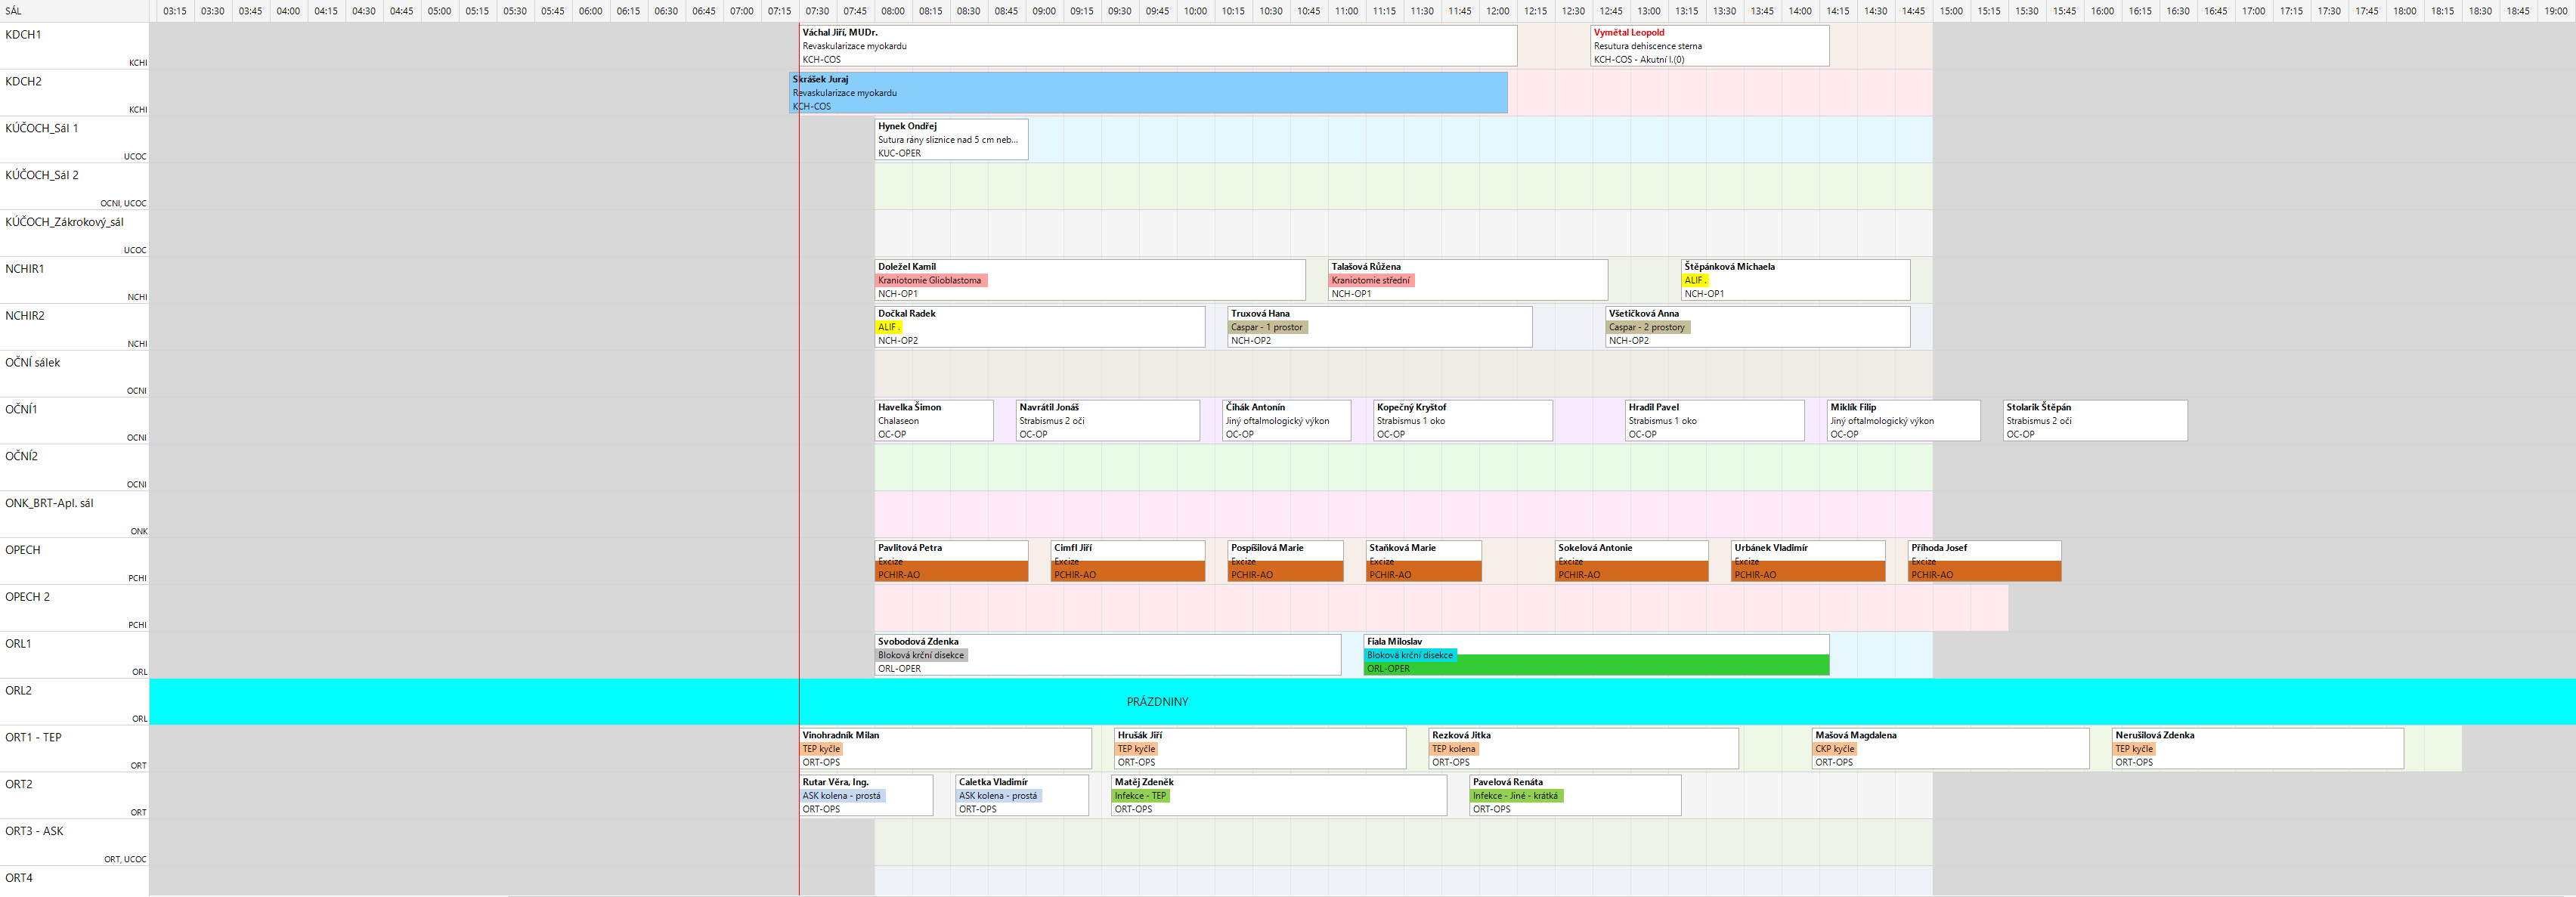 SÁL 03:15 03:30 03:45 04:00 04:15 04:30 04:45 05:00 05:15 05:30 05:45 06:00 06:15 06:30 06:45 07:00 07:15 07:30 07:45 08:00 08:15 08:30 08:45 09:00 09:15 09:30 09:45 10:00 10:15 10:30 10:45 11:00 11:15 11:30 11:45 12:00 12:15 12:30 12:45 13:00 13:15 13:30 13:45 14:00 14:15 14:30 14:45 15:00 15:15 15:30 15:45 16:00 16:15 16:30 16:45 17:00 17:15 17:30 17:45 18:00 18:15 18:30 18:45 19:00
KDCH1 Váchal Jiří, MUDr. Vymětal Leopold
Revaskularizace myokardu Resutura dehiscence sterna
KCHI KCH-COS KCH-COS - Akutní I.(0)
KDCH2 Skrášek Juraj
Revaskularizace myokardu
KCHI KCH-COS
KÚČOCH_Sál 1 Hynek Ondřej
Sutura rány sliznice nad 5 cm neb...
UCOC KUC-OPER
KÚČOCH_Sál 2
OCNI, UCOC
KÚČOCH_Zákrokový_sál
UCOC
NCHIR1 Doležel Kamil Talašová Růžena Štěpánková Michaela
Kraniotomie Glioblastoma Kraniotomie střední ALIF .
NCHI NCH-OP1 NCH-OP1 NCH-OP1
NCHIR2 Dočkal Radek Truxová Hana Všetičková Anna
ALIF . Caspar - 1 prostor Caspar - 2 prostory
NCHI NCH-OP2 NCH-OP2 NCH-OP2
OČNÍ sálek
OCNI
OČNÍ1 Havelka Šimon Navrátil Jonáš Čihák Antonín Kopečný Kryštof Hradil Pavel Miklík Filip Stolarik Štěpán
Chalaseon Strabismus 2 oči Jiný oftalmologický výkon Strabismus 1 oko Strabismus 1 oko Jiný oftalmologický výkon Strabismus 2 oči
OCNI OC-OP OC-OP OC-OP OC-OP OC-OP OC-OP OC-OP
OČNÍ2
OCNI
ONK_BRT-Apl. sál
ONK
OPECH Pavlitová Petra Cimfl Jiří Pospíšilová Marie Staňková Marie Sokelová Antonie Urbánek Vladimír Příhoda Josef
Excize Excize Excize Excize Excize Excize Excize
PCHI PCHIR-AO PCHIR-AO PCHIR-AO PCHIR-AO PCHIR-AO PCHIR-AO PCHIR-AO
OPECH 2
PCHI
ORL1 Svobodová Zdenka Fiala Miloslav
Bloková krční disekce Bloková krční disekce
ORL ORL-OPER ORL-OPER
ORL2
PRÁZDNINY
ORL
ORT1 - TEP Vinohradník Milan Hrušák Jiří Rezková Jitka Mašová Magdalena Nerušilová Zdenka
TEP kyčle TEP kyčle TEP kolena CKP kyčle TEP kyčle
ORT ORT-OPS ORT-OPS ORT-OPS ORT-OPS ORT-OPS
ORT2 Rutar Věra, Ing. Caletka Vladimír Matěj Zdeněk Pavelová Renáta
ASK kolena - prostá ASK kolena - prostá Infekce - TEP Infekce - Jiné - krátká
ORT ORT-OPS ORT-OPS ORT-OPS ORT-OPS
ORT3 - ASK
ORT, UCOC
ORT4